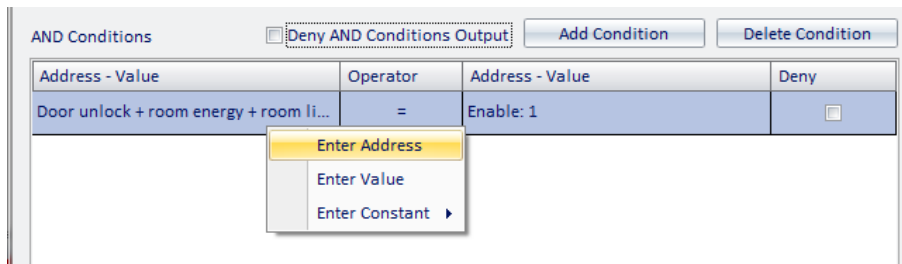 AND Conditions Deny AND Conditions Output Add Condition Delete Condition
Address - Value Operator Address - Value Deny
Door unlock + room energy + room li... = Enable: 1
Enter Address
Enter Value
Enter Constant